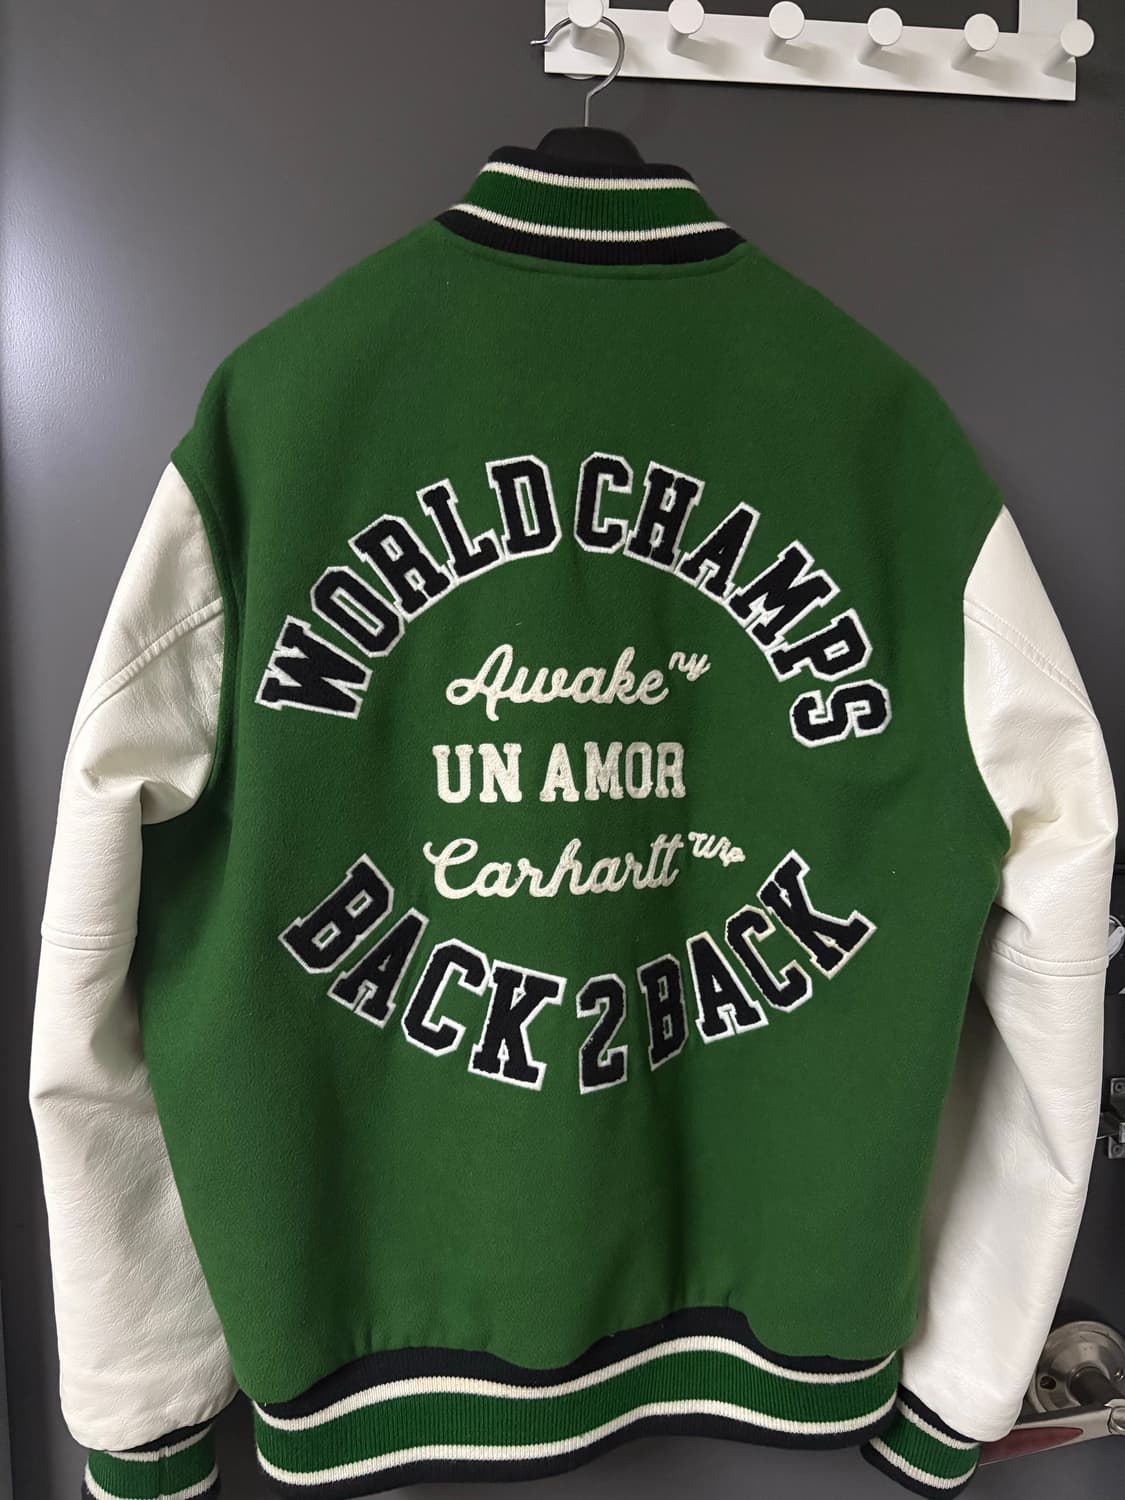 WORLD CHAMPS
Awake ny
UN AMOR
Carhartt Wip
BACK 2 BACK